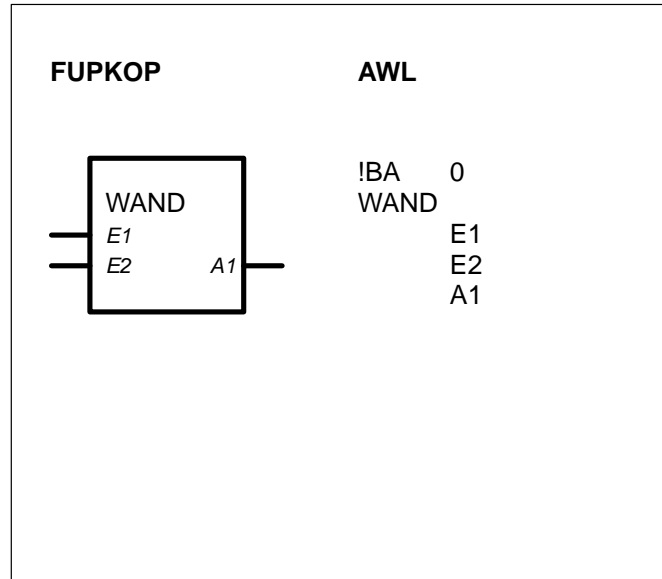 FUPKOP
WAND
E1
E2 A1
AWL
!BA 0
WAND
E1
E2
A1